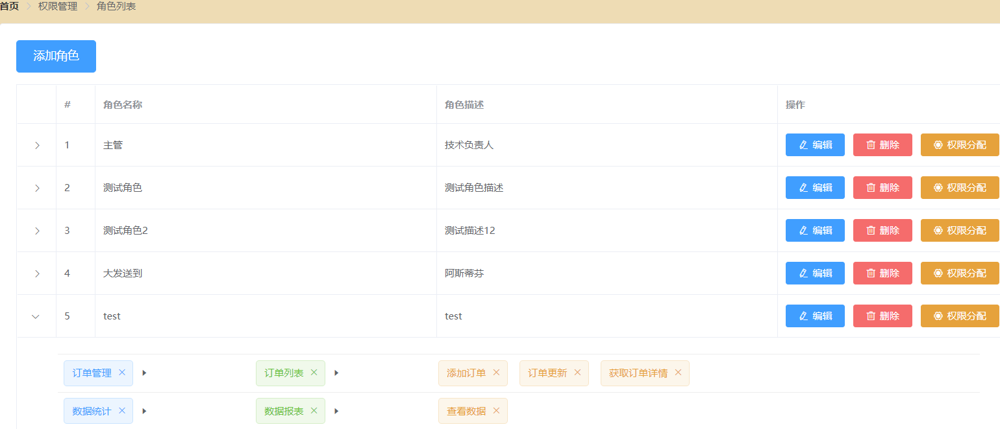 首页 权限管理 角色列表
添加角色
# 角色名称 角色描述 操作
1 主管 技术负责人 编辑 删除 权限分配
2 测试角色 测试角色描述 编辑 删除 权限分配
3 测试角色2 测试描述12 编辑 删除 权限分配
4 大发送到 阿斯蒂芬 编辑 删除 权限分配
5 test test 编辑 删除 权限分配
订单管理 订单列表 添加订单 订单更新 获取订单详情
数据统计 数据报表 查看数据